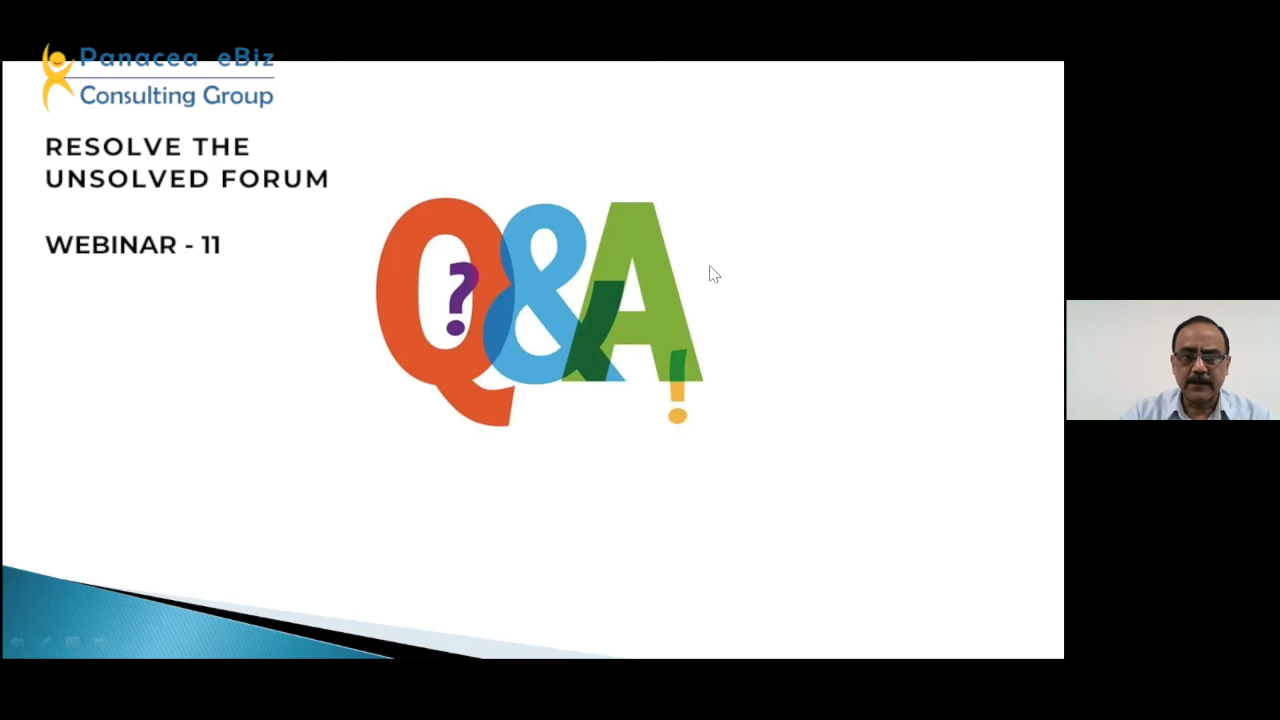 Panacea eBiz
Consulting Group
RESOLVE THE
UNSOLVED FORUM
WEBINAR - 11
Q&A
?
!